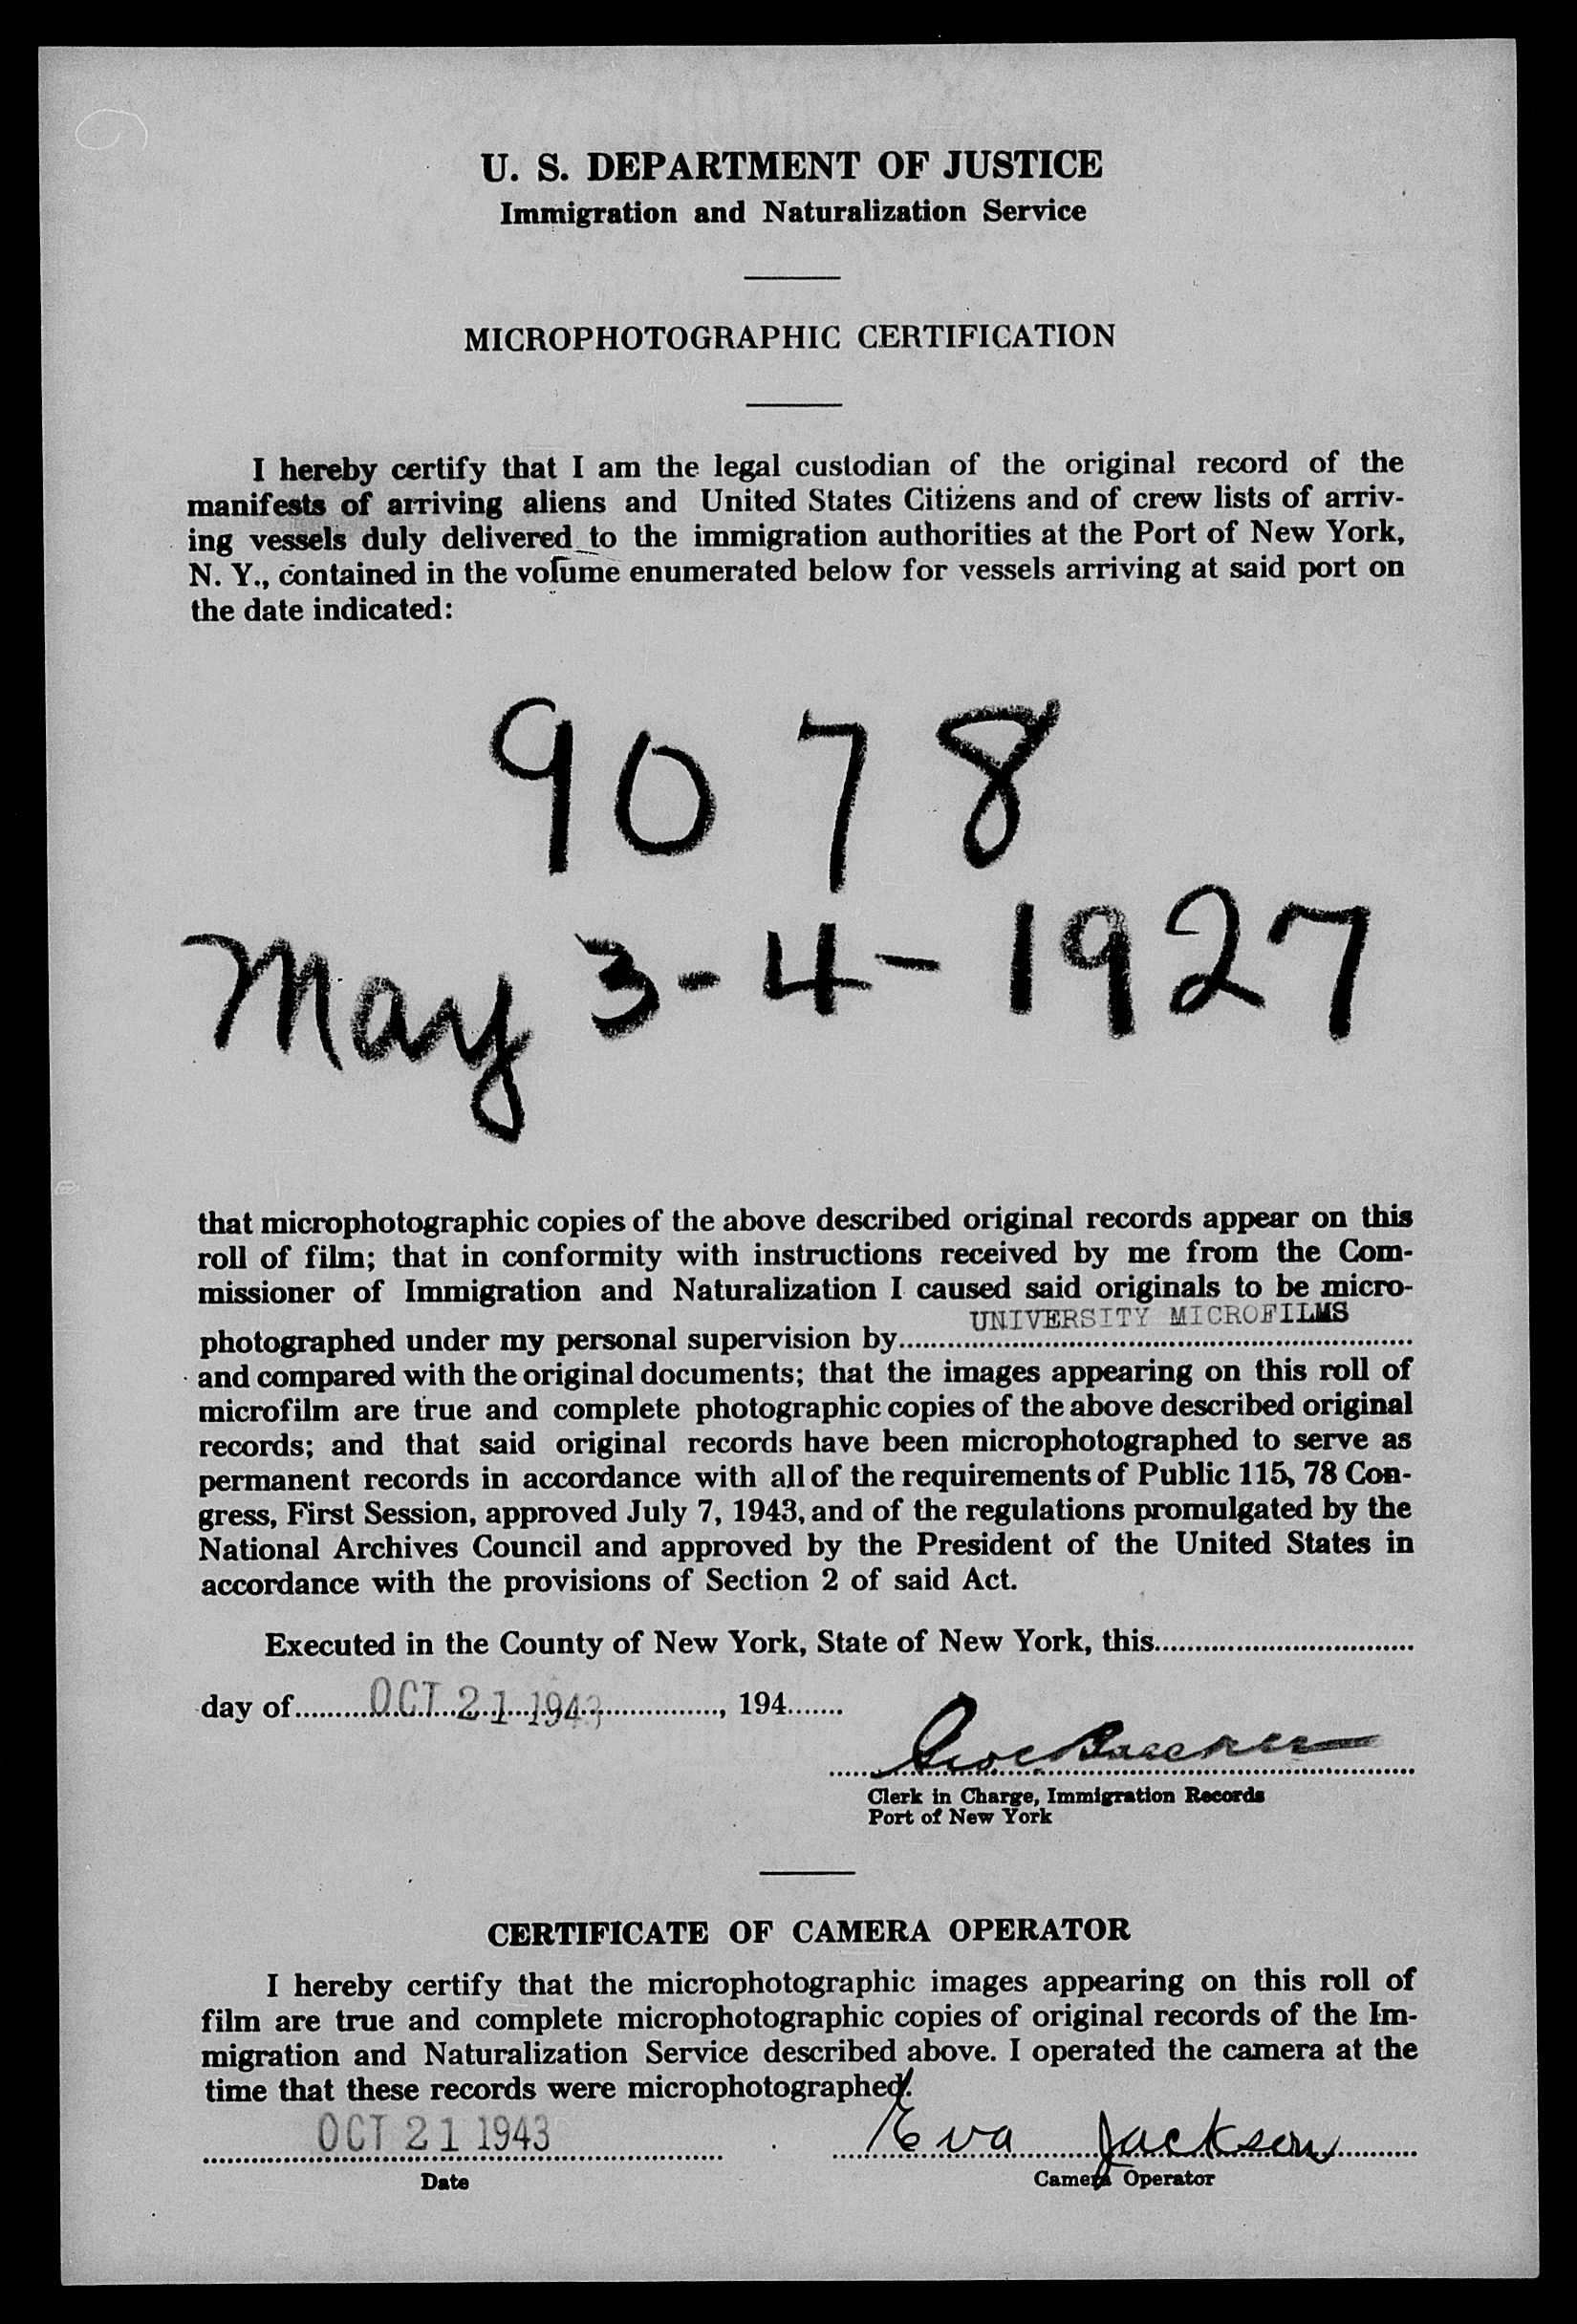 U. S. DEPARTMENT OF JUSTICE
Immigration and Naturalization Service
MICROPHOTOGRAPHIC CERTIFICATION
I hereby certify that I am the legal custodian of the original record of the
manifests of arriving aliens and United States Citizens and of crew lists of arriv-
ing vessels duly delivered to the immigration authorities at the Port of New York,
N. Y., contained in the volume enumerated below for vessels arriving at said port on
the date indicated:
9078
May 3-4-1927
that microphotographic copies of the above described original records appear on this
roll of film; that in conformity with instructions received by me from the Com-
missioner of Immigration and Naturalization I caused said originals to be micro-
UNIVERSITY MICROFILMS
photographed under my personal supervision by
and compared with the original documents; that the images appearing on this roll of
microfilm are true and complete photographic copies of the above described original
records; and that said original records have been microphotographed to serve as
permanent records in accordance with all of the requirements of Public 115, 78 Con-
gress, First Session, approved July 7, 1943, and of the regulations promulgated by the
National Archives Council and approved by the President of the United States in
accordance with the provisions of Section 2 of said Act.
Executed in the County of New York, State of New York, this
day of OCT 21 1943, 194
Clerk in Charge, Immigration Records
Port of New York
CERTIFICATE OF CAMERA OPERATOR
I hereby certify that the microphotographic images appearing on this roll of
film are true and complete microphotographic copies of original records of the Im-
migration and Naturalization Service described above. I operated the camera at the
time that these records were microphotographed.
OCT 21 1943 Eva Jackson
Date Camera Operator